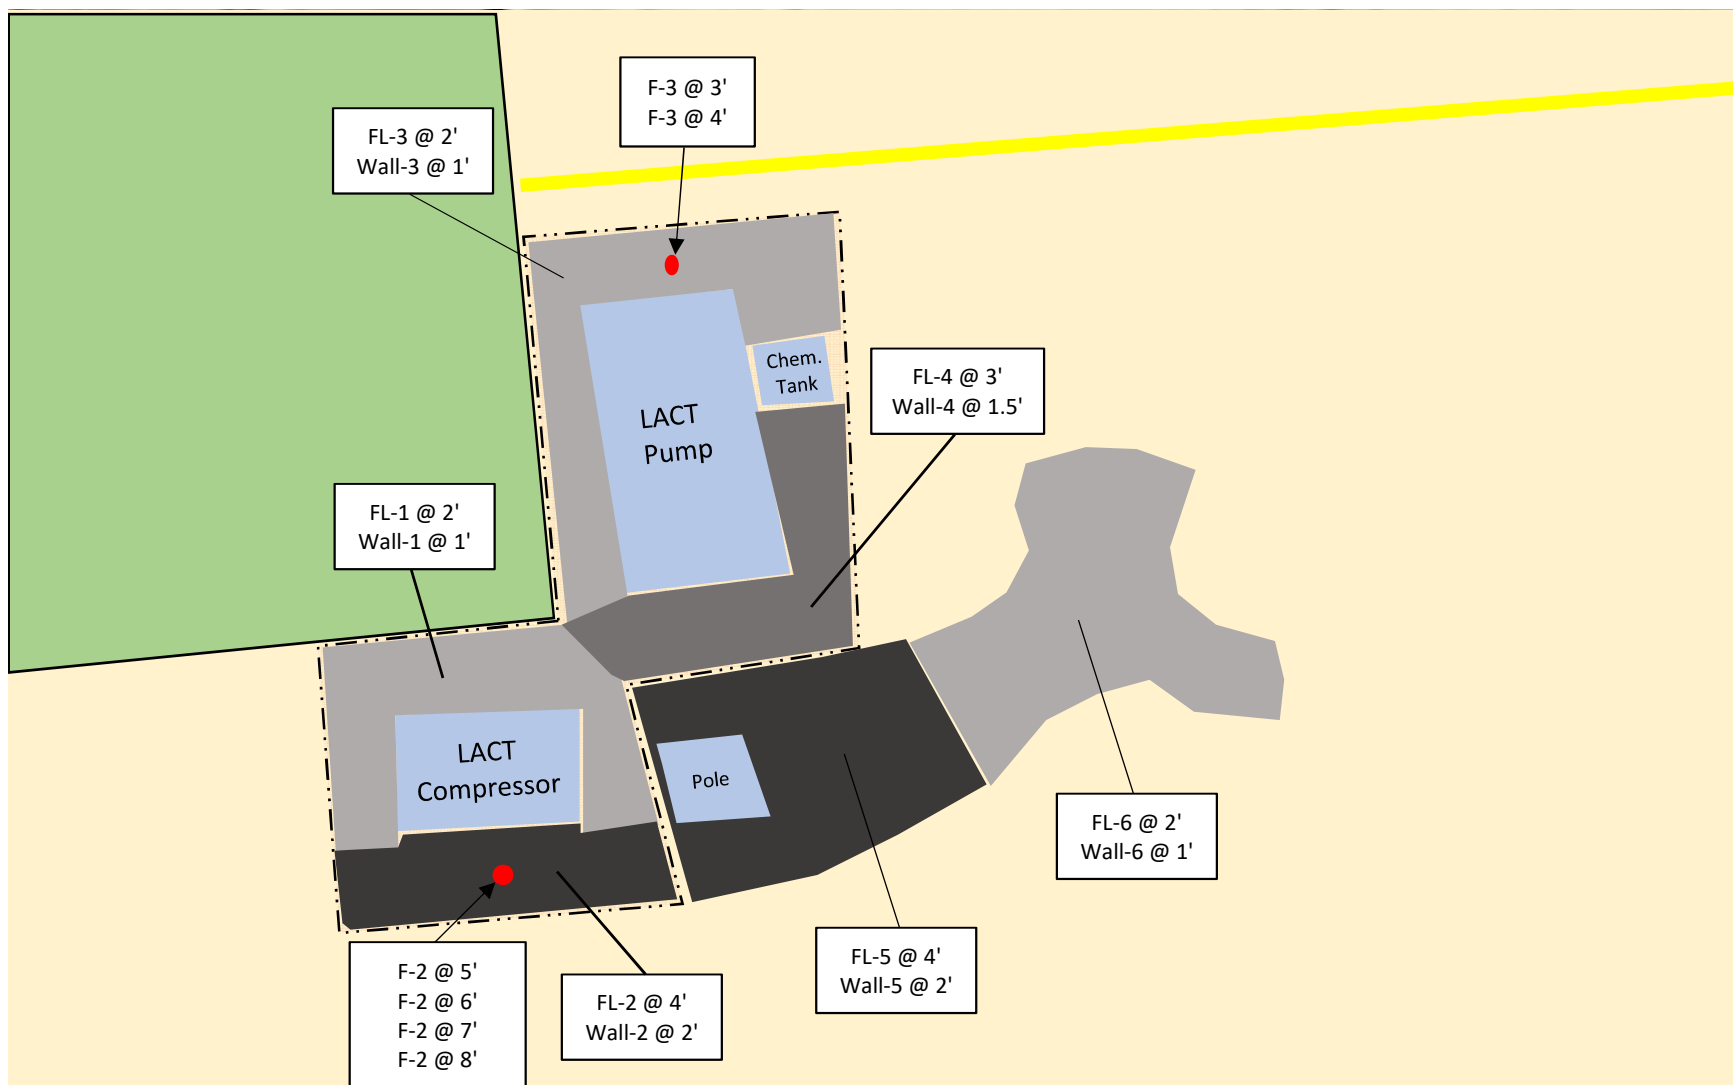 F-3 @ 3'
F-3 @ 4'
FL-3 @ 2'
Wall-3 @ 1'
Chem.
Tank
FL-4 @ 3'
Wall-4 @ 1.5'
LACT
Pump
FL-1 @ 2'
Wall-1 @ 1'
LACT
Compressor
Pole
FL-6 @ 2'
Wall-6 @ 1'
FL-5 @ 4'
Wall-5 @ 2'
F-2 @ 5'
F-2 @ 6'
F-2 @ 7'
F-2 @ 8'
FL-2 @ 4'
Wall-2 @ 2'